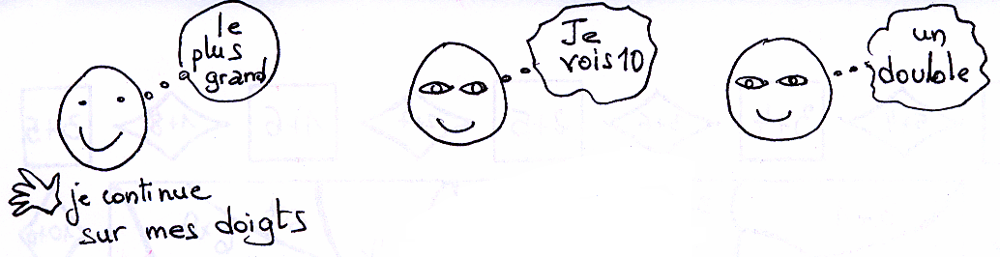 le
plus
grand
Je
vois 10
un
double
je continue
sur mes doigts